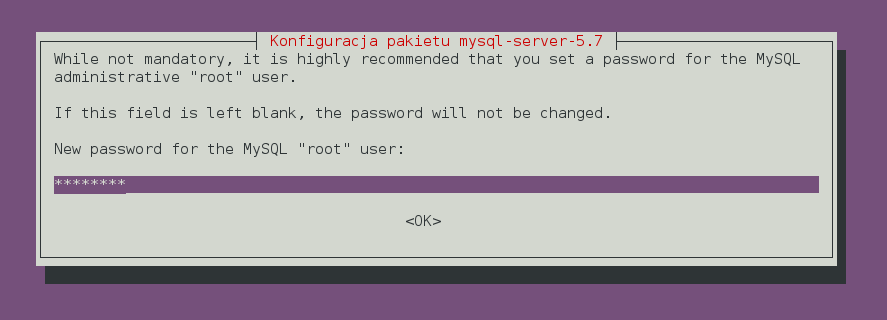 Konfiguracja pakietu mysql-server-5.7
While not mandatory, it is highly recommended that you set a password for the MySQL
administrative "root" user.
If this field is left blank, the password will not be changed.
New password for the MySQL "root" user:
********
<OK>